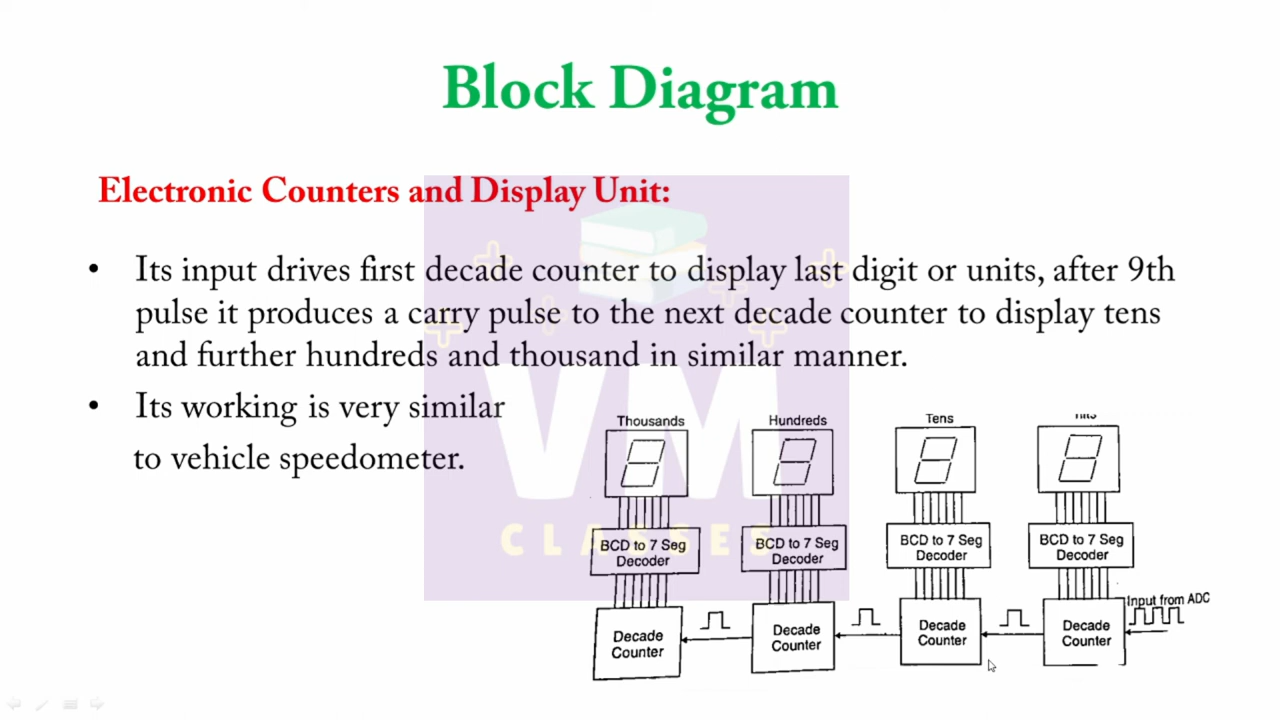 Block Diagram
Electronic Counters and Display Unit:
• Its input drives first decade counter to display last digit or units, after 9th
pulse it produces a carry pulse to the next decade counter to display tens
and further hundreds and thousand in similar manner.
• Its working is very similar
to vehicle speedometer.
VM
CLASSES
Thousands Hundreds Tens
BCD to 7 Seg
Decoder
BCD to 7 Seg
Decoder
BCD to 7 Seg
Decoder
BCD to 7 Seg
Decoder
Input from ADC
Decade
Counter
Decade
Counter
Decade
Counter
Decade
Counter